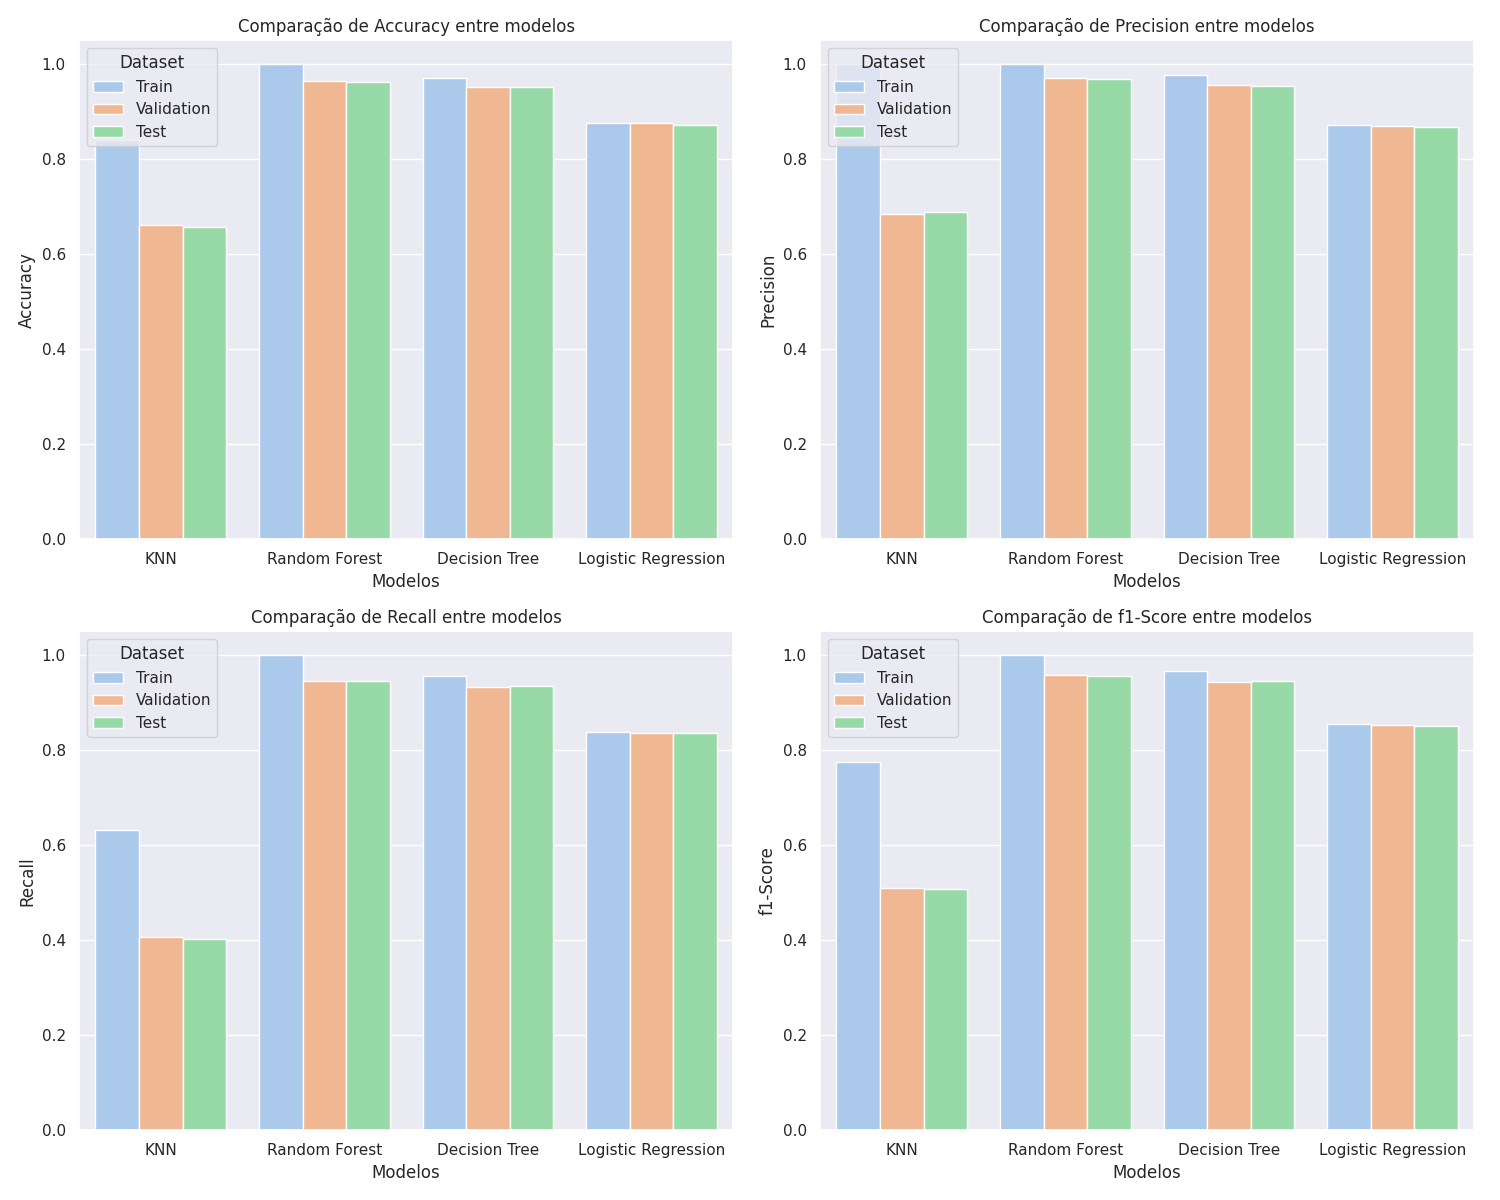 Comparação de Accuracy entre modelos
Dataset
Train
Validation
Test
1.0
0.8
0.6
0.4
0.2
0.0
Accuracy
KNN
Random Forest
Decision Tree
Logistic Regression
Modelos
Comparação de Precision entre modelos
Dataset
Train
Validation
Test
1.0
0.8
0.6
0.4
0.2
0.0
Precision
KNN
Random Forest
Decision Tree
Logistic Regression
Modelos
Comparação de Recall entre modelos
Dataset
Train
Validation
Test
1.0
0.8
0.6
0.4
0.2
0.0
Recall
KNN
Random Forest
Decision Tree
Logistic Regression
Modelos
Comparação de f1-Score entre modelos
Dataset
Train
Validation
Test
1.0
0.8
0.6
0.4
0.2
0.0
f1-Score
KNN
Random Forest
Decision Tree
Logistic Regression
Modelos